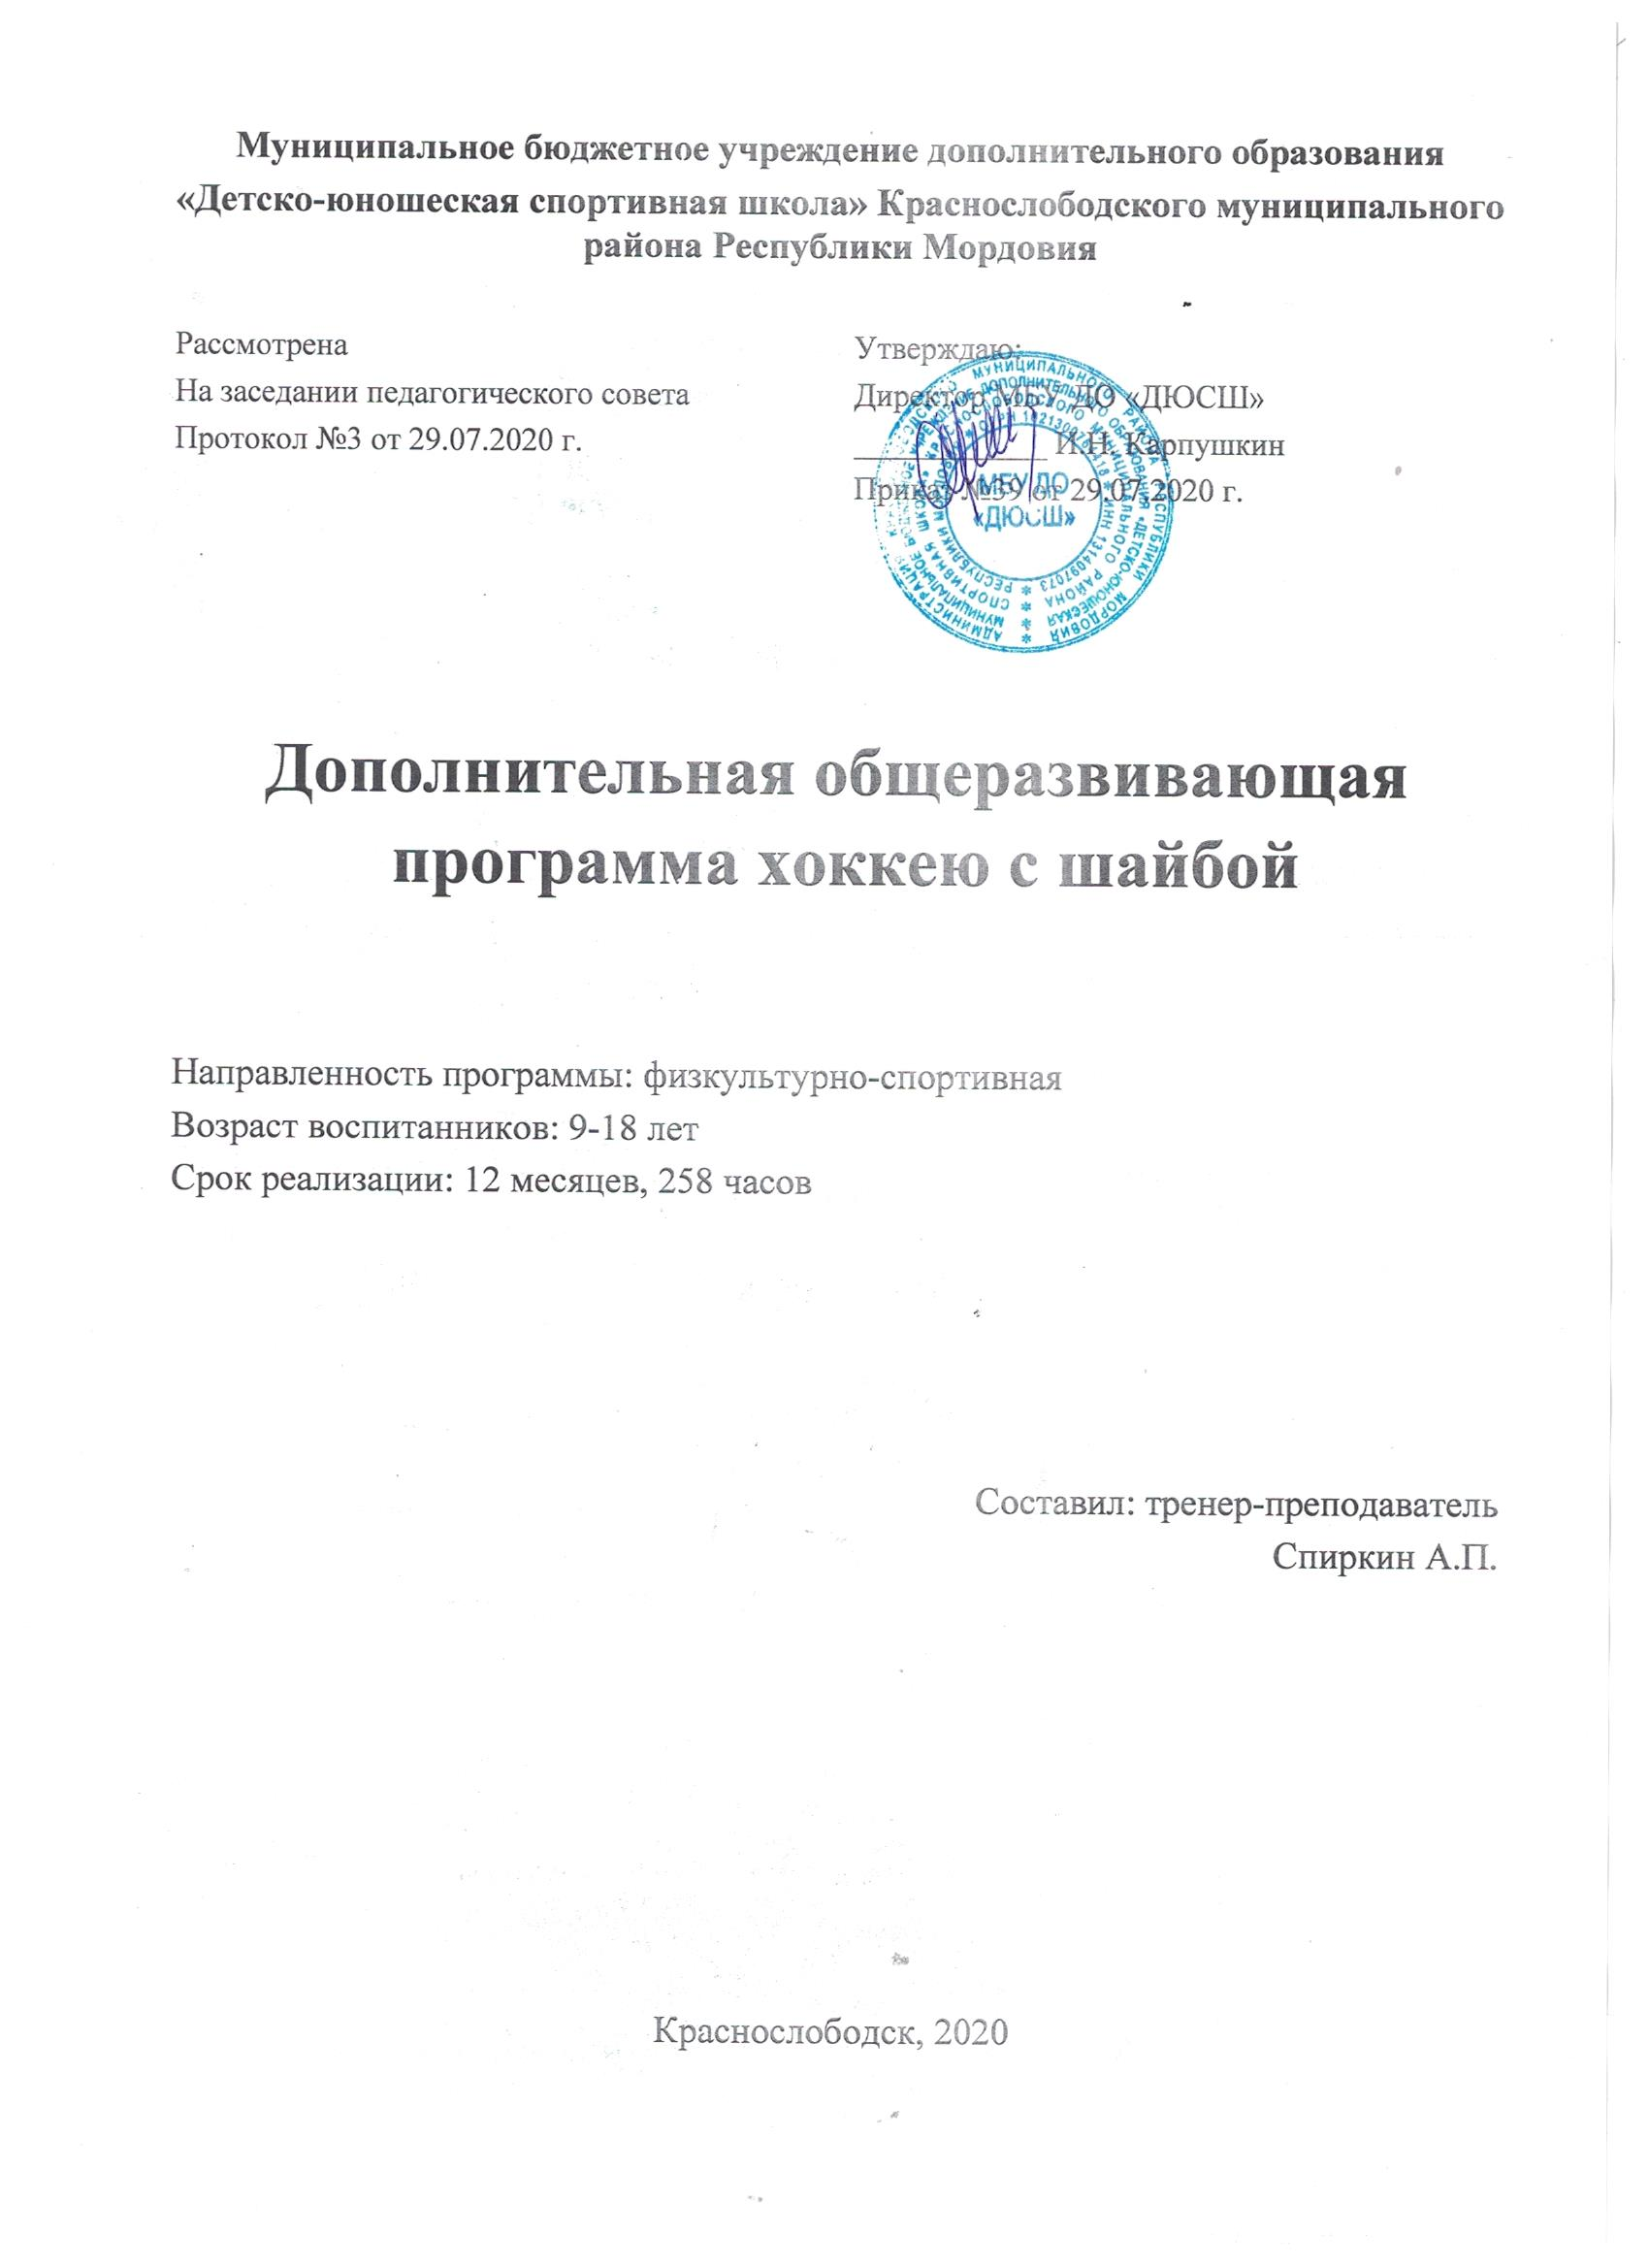 Муниципальное бюджетное учреждение дополнительного образования
«Детско-юношеская спортивная школа» Краснослободского муниципального
района Республики Мордовия
Рассмотрена
На заседании педагогического совета
Протокол №3 от 29.07.2020 г.
Утверждаю:
Директор МБУ ДО «ДЮСШ»
И.Н. Карпушкин
Приказ №39 от 29.07.2020 г.
МБУ ДО
«ДЮСШ»
Дополнительная общеразвивающая
программа хоккею с шайбой
Направленность программы: физкультурно-спортивная
Возраст воспитанников: 9-18 лет
Срок реализации: 12 месяцев, 258 часов
Составил: тренер-преподаватель
Спиркин А.П.
Краснослободск, 2020